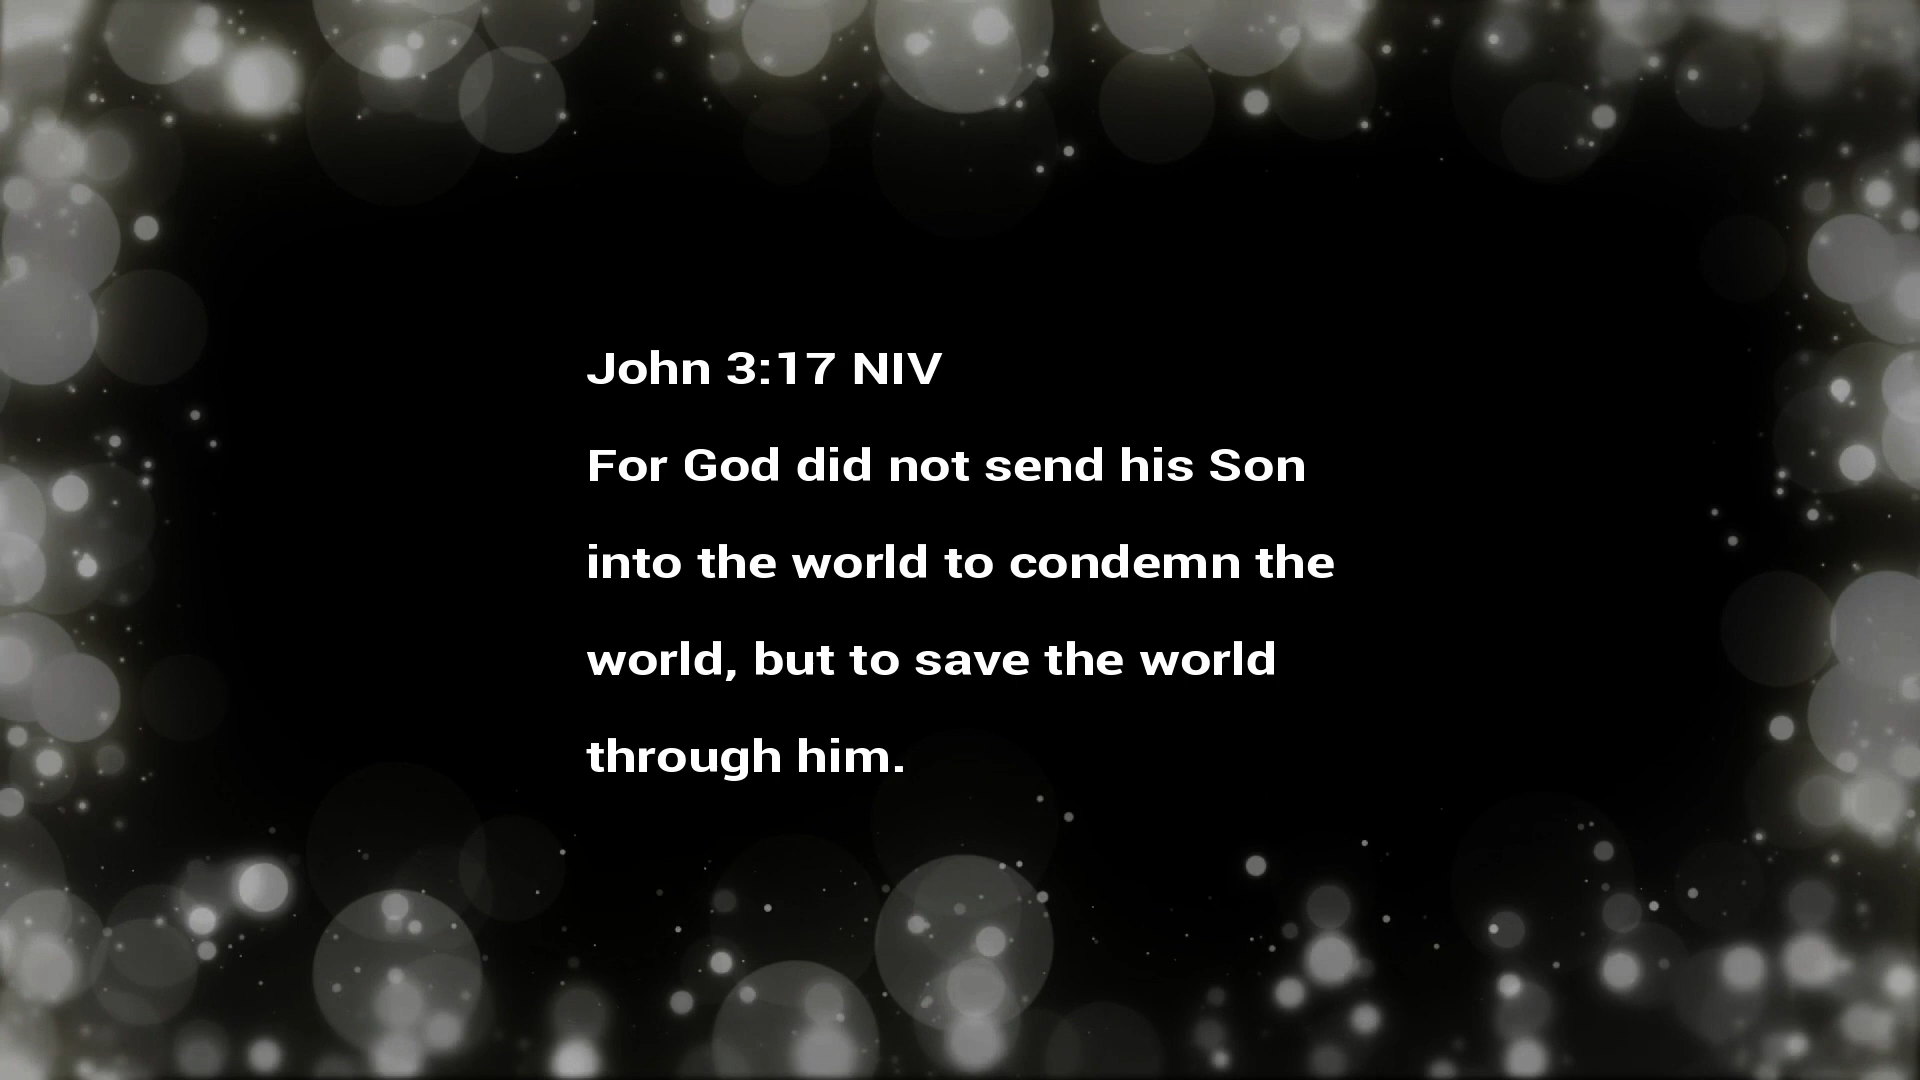 John 3:17 NIV
For God did not send his Son
into the world to condemn the
world, but to save the world
through him.